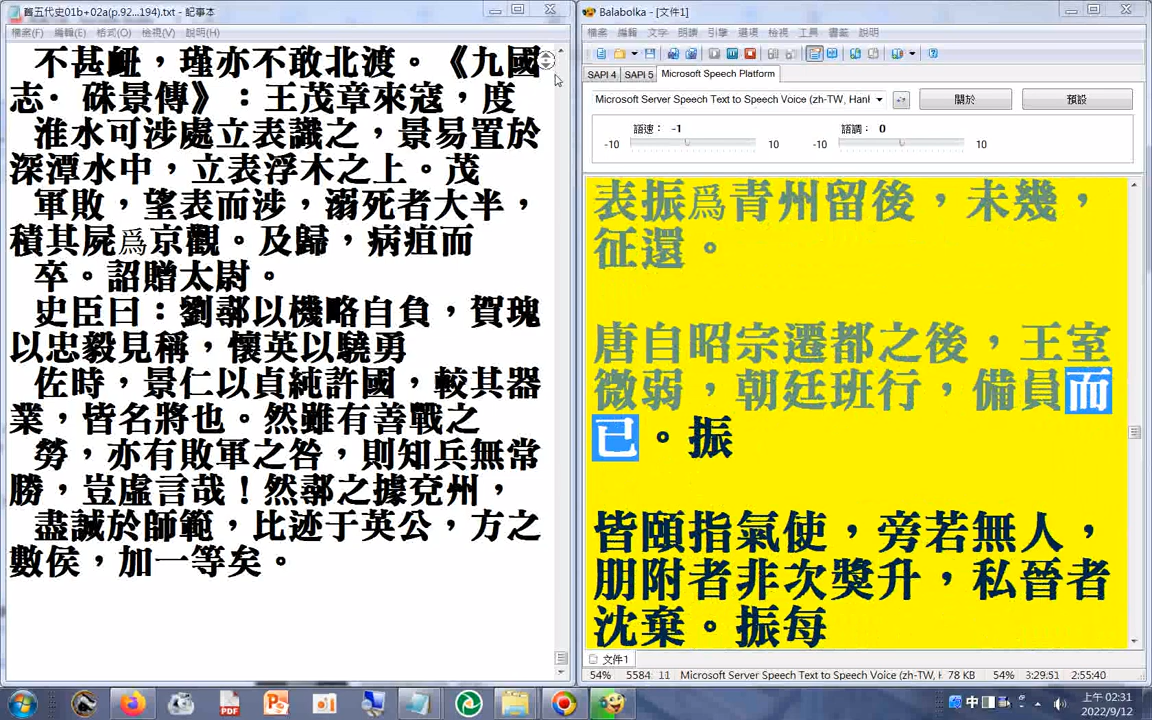 舊五代史01b+02a(p.92...194).txt - 記事本
檔案(F) 編輯(E) 格式(O) 檢視(V) 說明(H)
不甚衄，瑾亦不敢北渡。《九國
志·硃景傳》：王茂章來寇，度
淮水可涉處立表識之，景易置於
深潭水中，立表浮木之上。茂
軍敗，望表而涉，溺死者大半，
積其屍爲京觀。及歸，病疽而
卒。詔贈太尉。
史臣曰：劉鄩以機略自負，賀瑰
以忠毅見稱，懷英以驍勇
佐時，景仁以貞純許國，較其器
業，皆名將也。然雖有善戰之
勞，亦有敗軍之咎，則知兵無常
勝，豈虛言哉！然鄩之據兗州，
盡誠於師範，比迹于英公，方之
數侯，加一等矣。
Balabolka - [文件1]
檔案 編輯 文字 朗讀 引擎 選項 檢視 工具 書籤 說明
SAPI 4 SAPI 5 Microsoft Speech Platform
Microsoft Server Speech Text to Speech Voice (zh-TW, Hanl
關於
預設
語速： -1 語調： 0
-10 10 -10 10
表振爲青州留後，未幾，
征還。
唐自昭宗遷都之後，王室
微弱，朝廷班行，備員而
已。振
皆頤指氣使，旁若無人，
朋附者非次獎升，私晉者
沈棄。振每
文件1
54% 5584: 11 Microsoft Server Speech Text to Speech Voice (zh-TW, H 78 KB 54% 3:29:51 2:55:40
PDF
中
上午 02:31
2022/9/12